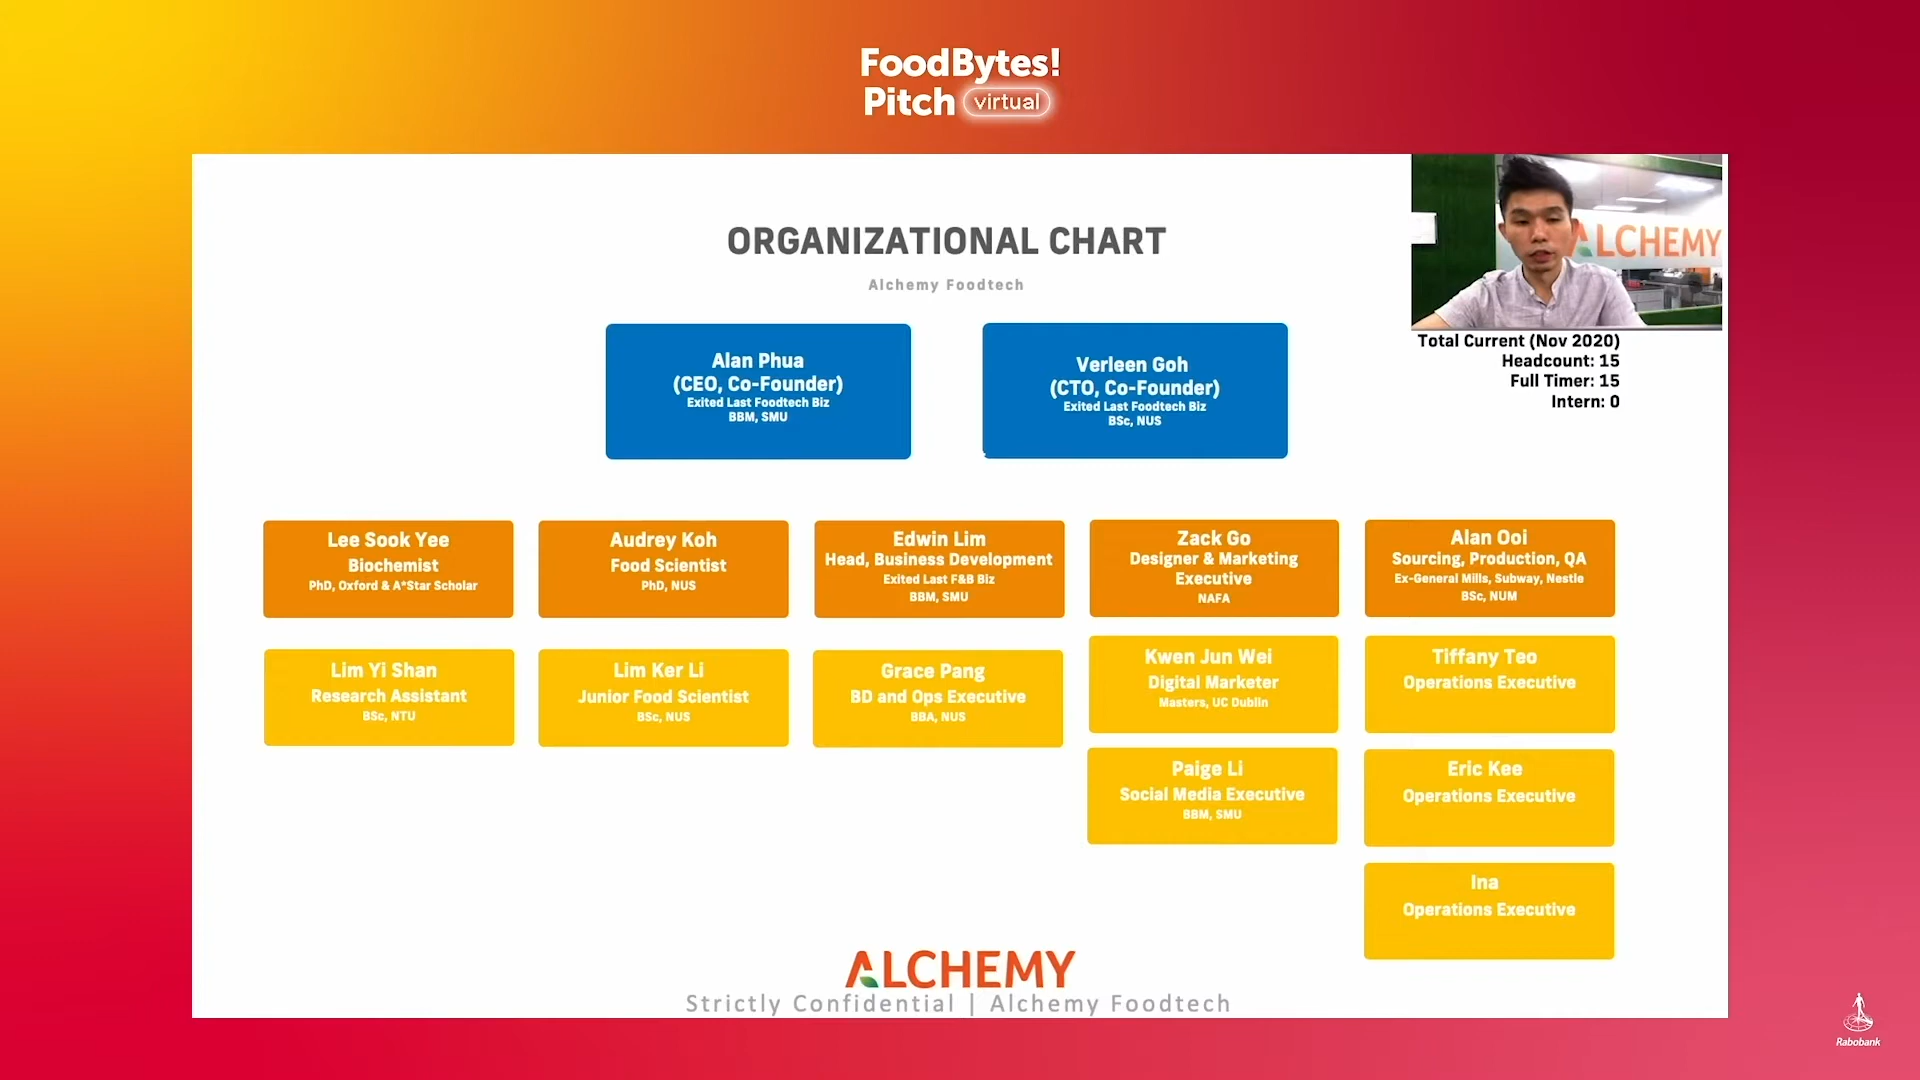 FoodBytes!
Pitch virtual
ALCHEMY
ORGANIZATIONAL CHART
Alchemy Foodtech
Total Current (Nov 2020)
Headcount: 15
Full Timer: 15
Intern: 0
Alan Phua
(CEO, Co-Founder)
Exited Last Foodtech Biz
BBM, SMU
Verleen Goh
(CTO, Co-Founder)
Exited Last Foodtech Biz
BSc, NUS
Lee Sook Yee
Biochemist
PhD, Oxford & A*Star Scholar
Audrey Koh
Food Scientist
PhD, NUS
Edwin Lim
Head, Business Development
Exited Last F&B Biz
BBM, SMU
Zack Go
Designer & Marketing
Executive
NAFA
Alan Ooi
Sourcing, Production, QA
Ex-General Mills, Subway, Nestle
BSc, NUM
Lim Yi Shan
Research Assistant
BSc, NTU
Lim Ker Li
Junior Food Scientist
BSc, NUS
Grace Pang
BD and Ops Executive
BBA, NUS
Kwen Jun Wei
Digital Marketer
Masters, UC Dublin
Tiffany Teo
Operations Executive
Paige Li
Social Media Executive
BBM, SMU
Eric Kee
Operations Executive
Ina
Operations Executive
ALCHEMY
Strictly Confidential | Alchemy Foodtech
Rabobank